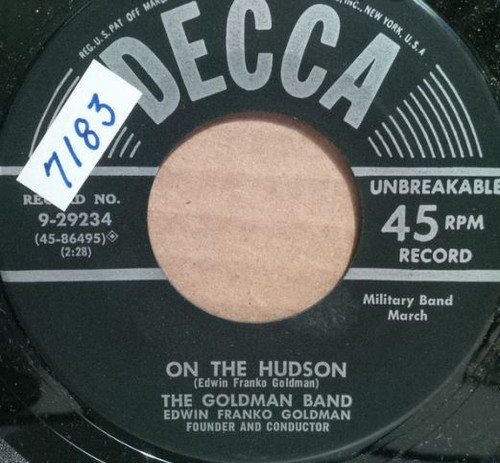 REG. U.S. PAT OFF MAR
INC., NEW YORK, U.S.A
DECCA
7183
RECORD NO.
9-29234
(45-86495)
(2:28)
UNBREAKABLE
45 RPM
RECORD
Military Band
March
ON THE HUDSON
(Edwin Franko Goldman)
THE GOLDMAN BAND
EDWIN FRANKO GOLDMAN
FOUNDER AND CONDUCTOR